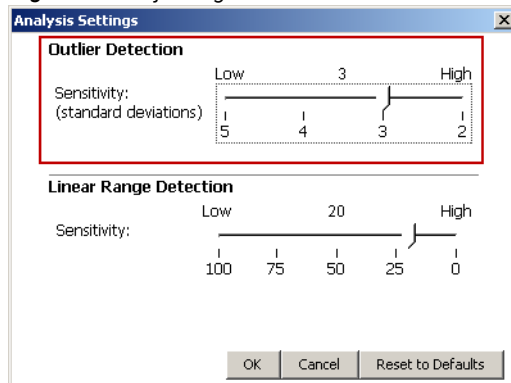 Analysis Settings
Outlier Detection
Low 3 High
Sensitivity:
(standard deviations)
5 4 3 2
Linear Range Detection
Low 20 High
Sensitivity:
100 75 50 25 0
OK Cancel Reset to Defaults